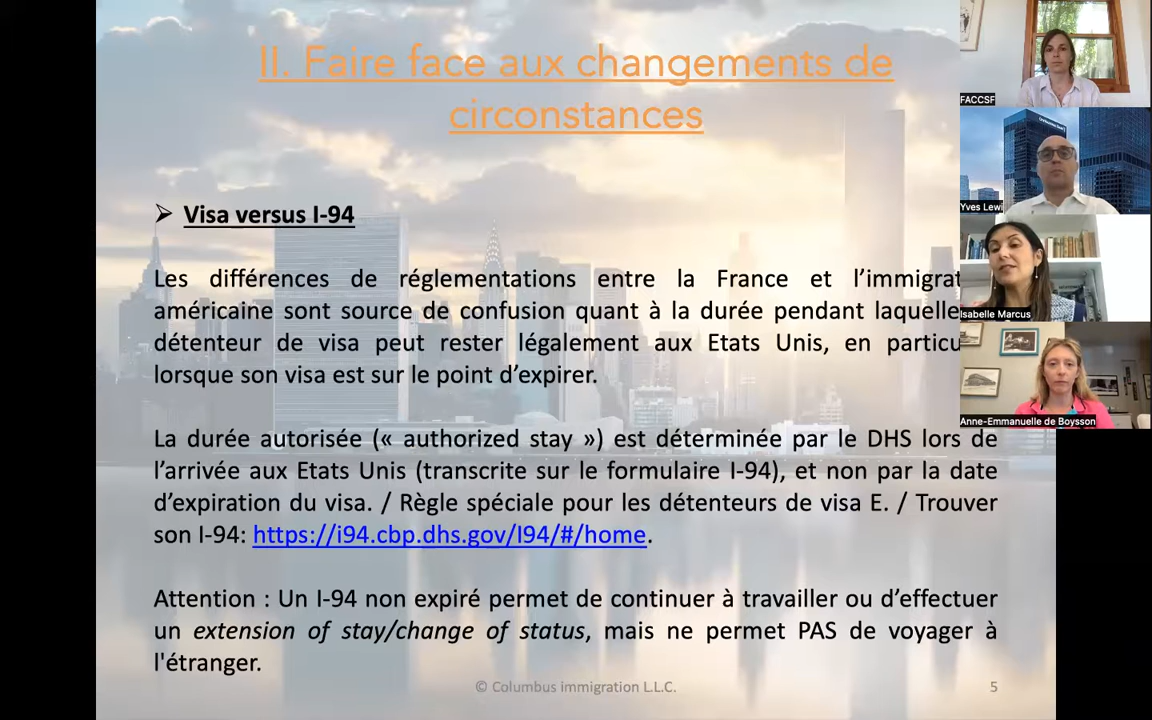 II. Faire face aux changements de
circonstances
Visa versus I-94
Les différences de réglementations entre la France et l’immigrat
américaine sont source de confusion quant à la durée pendant laquelle
détenteur de visa peut rester légalement aux Etats Unis, en particu
lorsque son visa est sur le point d’expirer.
La durée autorisée (« authorized stay ») est déterminée par le DHS lors de
l’arrivée aux Etats Unis (transcrite sur le formulaire I-94), et non par la date
d’expiration du visa. / Règle spéciale pour les détenteurs de visa E. / Trouver
son I-94: https://i94.cbp.dhs.gov/I94/#/home.
Attention : Un I-94 non expiré permet de continuer à travailler ou d’effectuer
un extension of stay/change of status, mais ne permet PAS de voyager à
l'étranger.
© Columbus immigration L.L.C.
5
FACCSF
Yves Lewi
Isabelle Marcus
Anne-Emmanuelle de Boysson